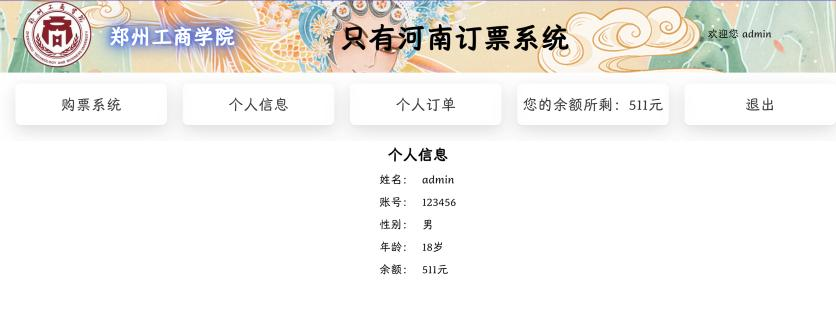 郑州工商学院
只有河南订票系统
欢迎您 admin
购票系统
个人信息
个人订单
您的余额所剩：511元
退出
个人信息
姓名： admin
账号： 123456
性别： 男
年龄： 18岁
余额： 511元